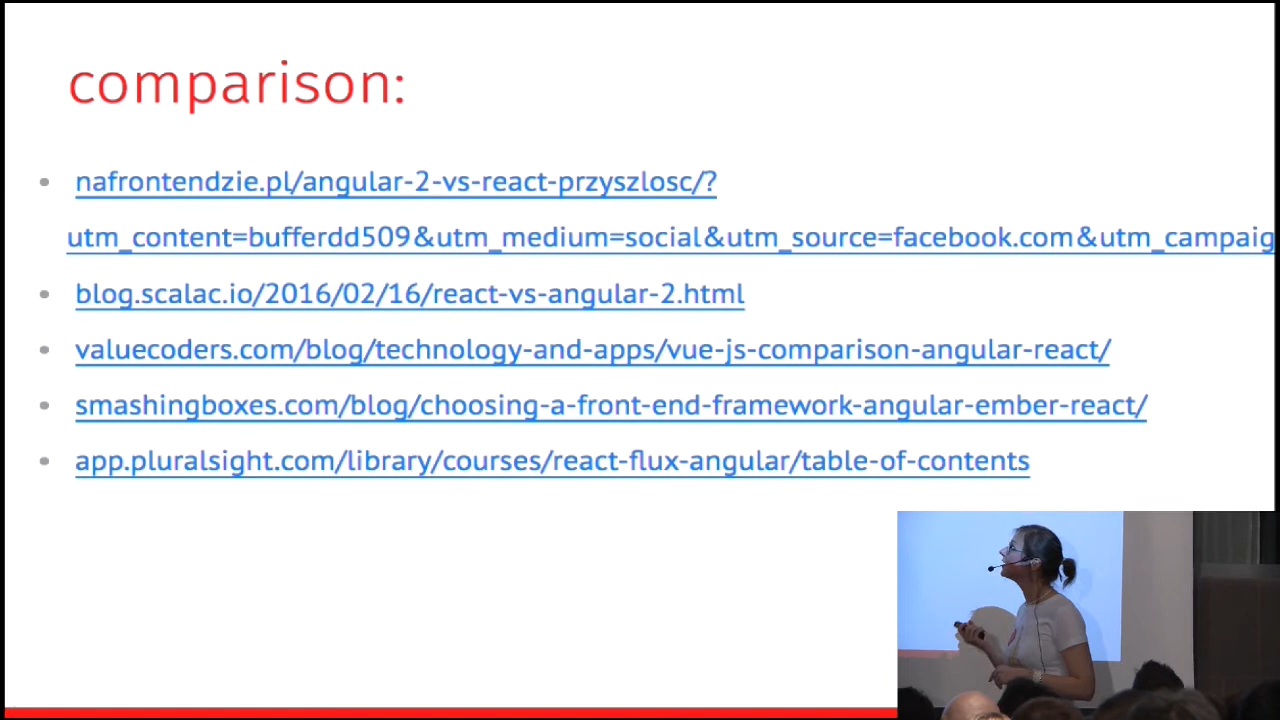 comparison:
nafrontendzie.pl/angular-2-vs-react-przyszlosc/?
utm_content=bufferdd509&utm_medium=social&utm_source=facebook.com&utm_campaig
blog.scalac.io/2016/02/16/react-vs-angular-2.html
valuecoders.com/blog/technology-and-apps/vue-js-comparison-angular-react/
smashingboxes.com/blog/choosing-a-front-end-framework-angular-ember-react/
app.pluralsight.com/library/courses/react-flux-angular/table-of-contents